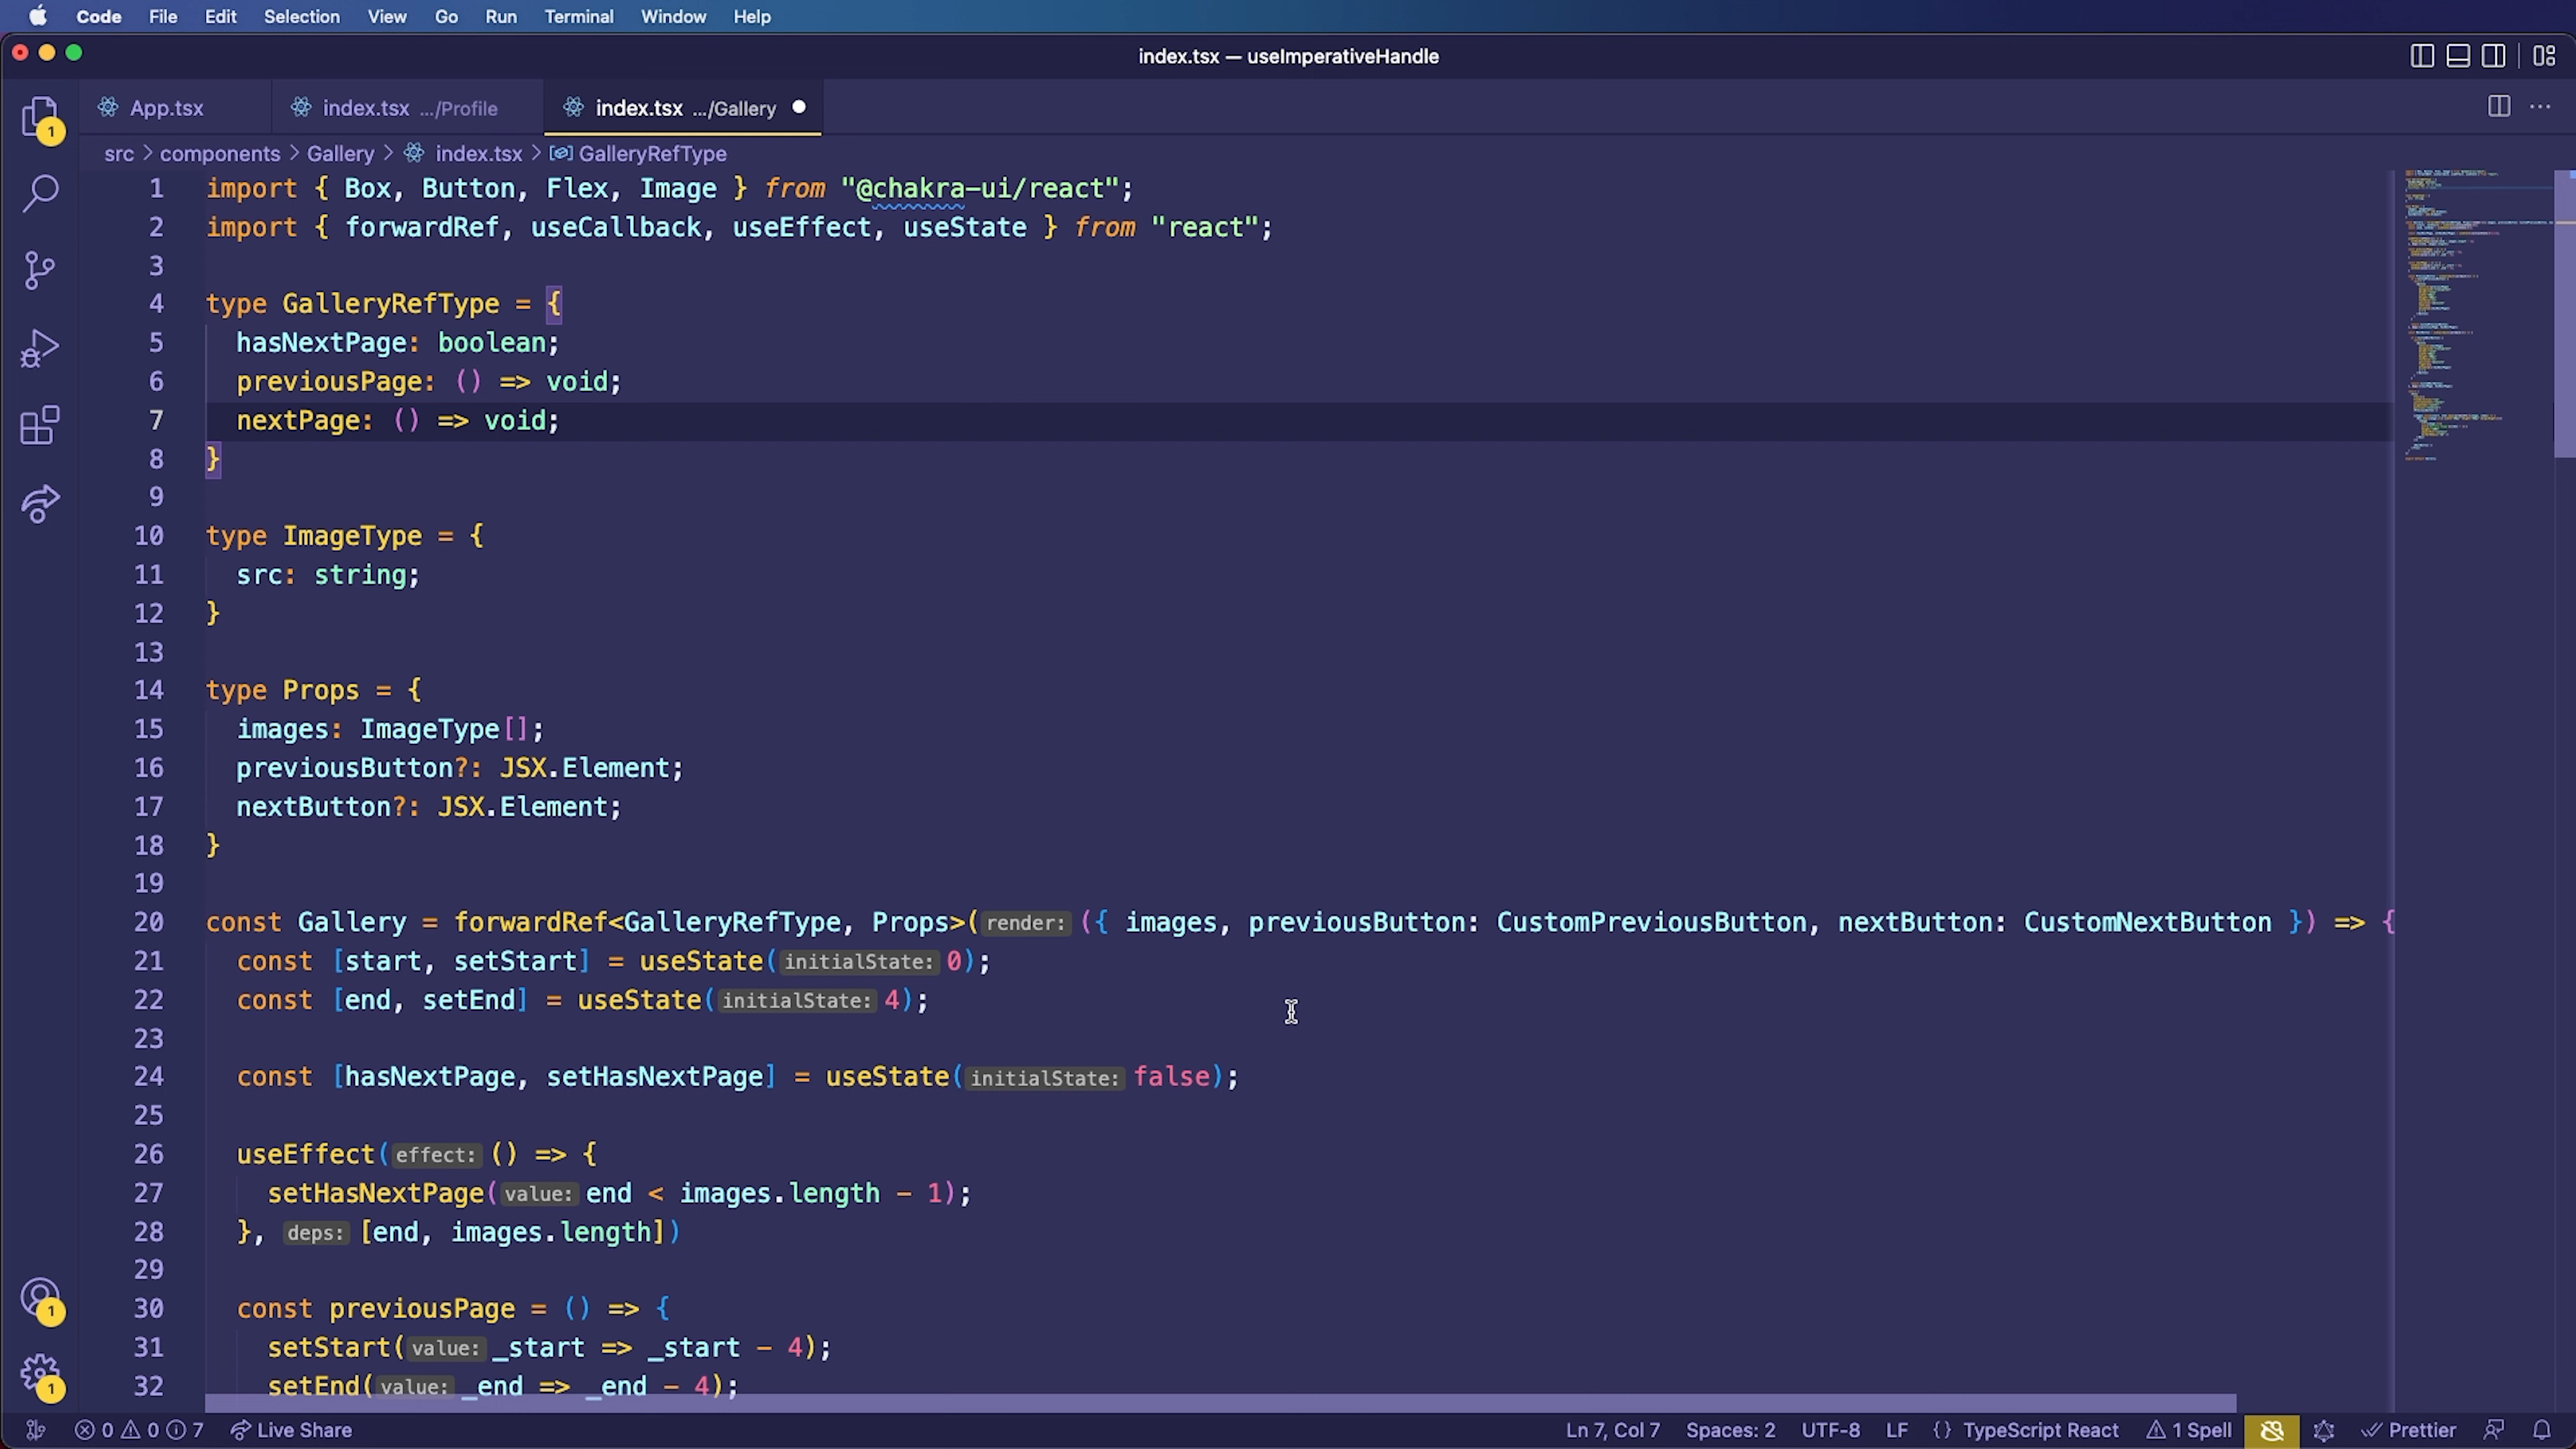 Code File Edit Selection View Go Run Terminal Window Help
index.tsx — useImperativeHandle
App.tsx index.tsx .../Profile index.tsx .../Gallery
src > components > Gallery > index.tsx > GalleryRefType
1 import { Box, Button, Flex, Image } from "@chakra-ui/react";
2 import { forwardRef, useCallback, useEffect, useState } from "react";
3
4 type GalleryRefType = {
5 hasNextPage: boolean;
6 previousPage: () => void;
7 nextPage: () => void;
8 }
9
10 type ImageType = {
11 src: string;
12 }
13
14 type Props = {
15 images: ImageType[];
16 previousButton?: JSX.Element;
17 nextButton?: JSX.Element;
18 }
19
20 const Gallery = forwardRef<GalleryRefType, Props>(render: ({ images, previousButton: CustomPreviousButton, nextButton: CustomNextButton }) => {
21 const [start, setStart] = useState(initialState: 0);
22 const [end, setEnd] = useState(initialState: 4);
23
24 const [hasNextPage, setHasNextPage] = useState(initialState: false);
25
26 useEffect(effect: () => {
27 setHasNextPage(value: end < images.length - 1);
28 }, deps: [end, images.length])
29
30 const previousPage = () => {
31 setStart(value: _start => _start - 4);
32 setEnd(value: _end => _end - 4);
1
1
1
0 0 7 Live Share Ln 7, Col 7 Spaces: 2 UTF-8 LF {} TypeScript React 1 Spell Prettier